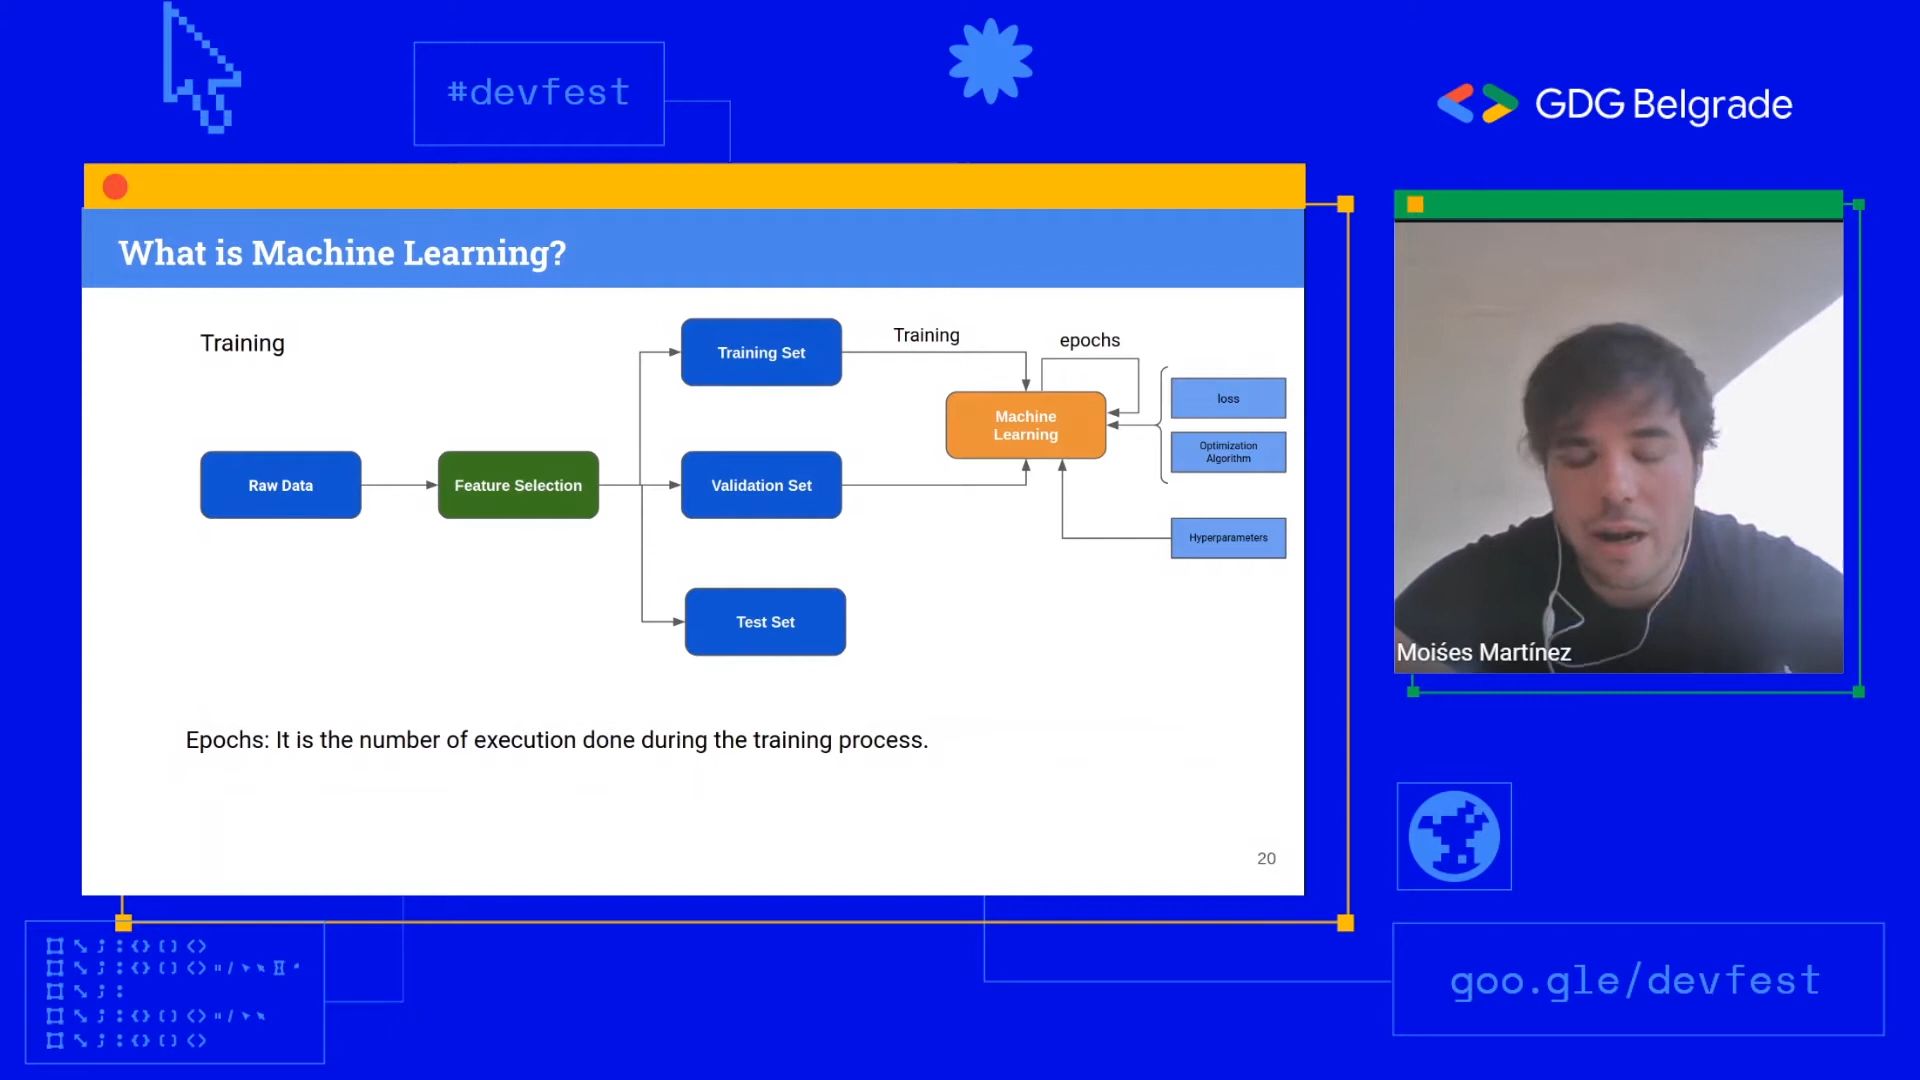 #devfest
GDG Belgrade
What is Machine Learning?
Training
Training Set
Training
epochs
Machine
Learning
loss
Optimization
Algorithm
Raw Data
Feature Selection
Validation Set
Hyperparameters
Test Set
Epochs: It is the number of execution done during the training process.
20
Moiśes Martínez
goo.gle/devfest